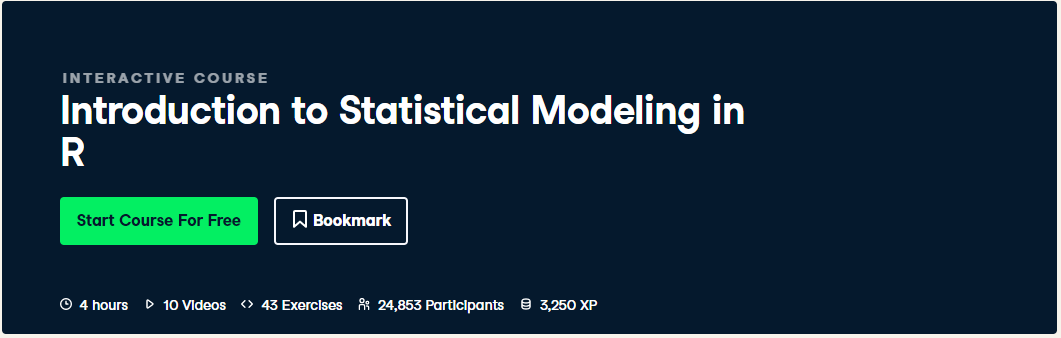 INTERACTIVE COURSE
Introduction to Statistical Modeling in
R
Start Course For Free Bookmark
4 hours 10 Videos 43 Exercises 24,853 Participants 3,250 XP